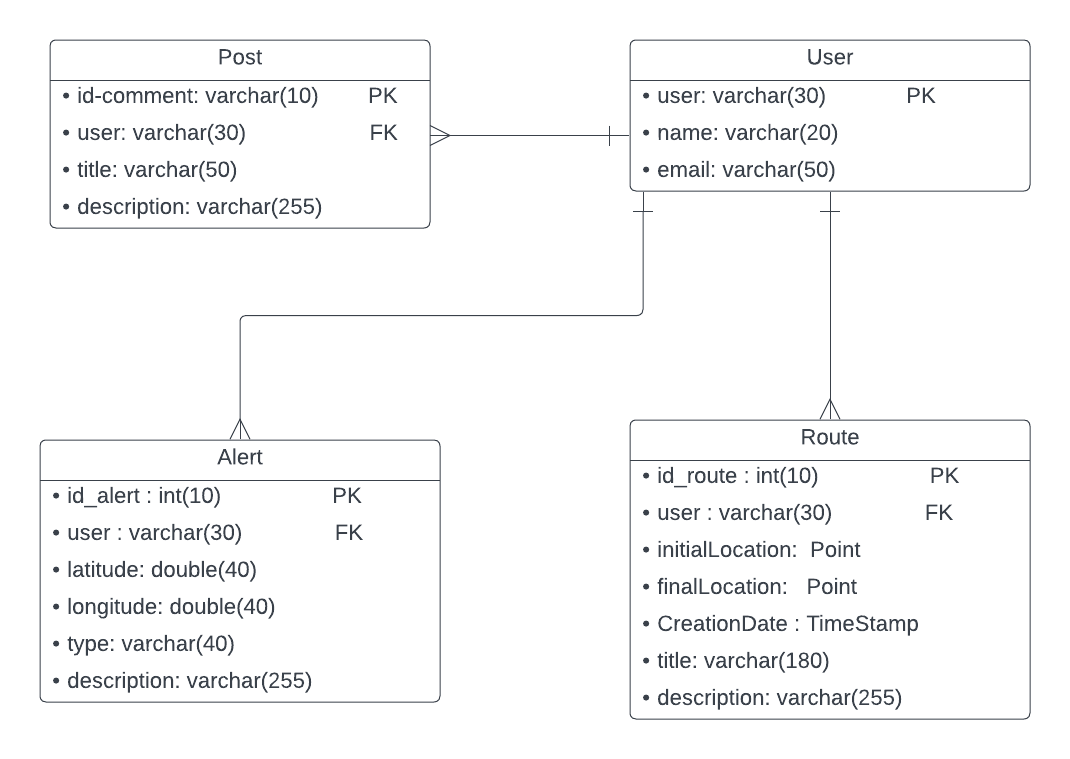 Post
• id-comment: varchar(10) PK
• user: varchar(30) FK
• title: varchar(50)
• description: varchar(255)
User
• user: varchar(30) PK
• name: varchar(20)
• email: varchar(50)
Alert
• id_alert : int(10) PK
• user : varchar(30) FK
• latitude: double(40)
• longitude: double(40)
• type: varchar(40)
• description: varchar(255)
Route
• id_route : int(10) PK
• user : varchar(30) FK
• initialLocation: Point
• finalLocation: Point
• CreationDate : TimeStamp
• title: varchar(180)
• description: varchar(255)